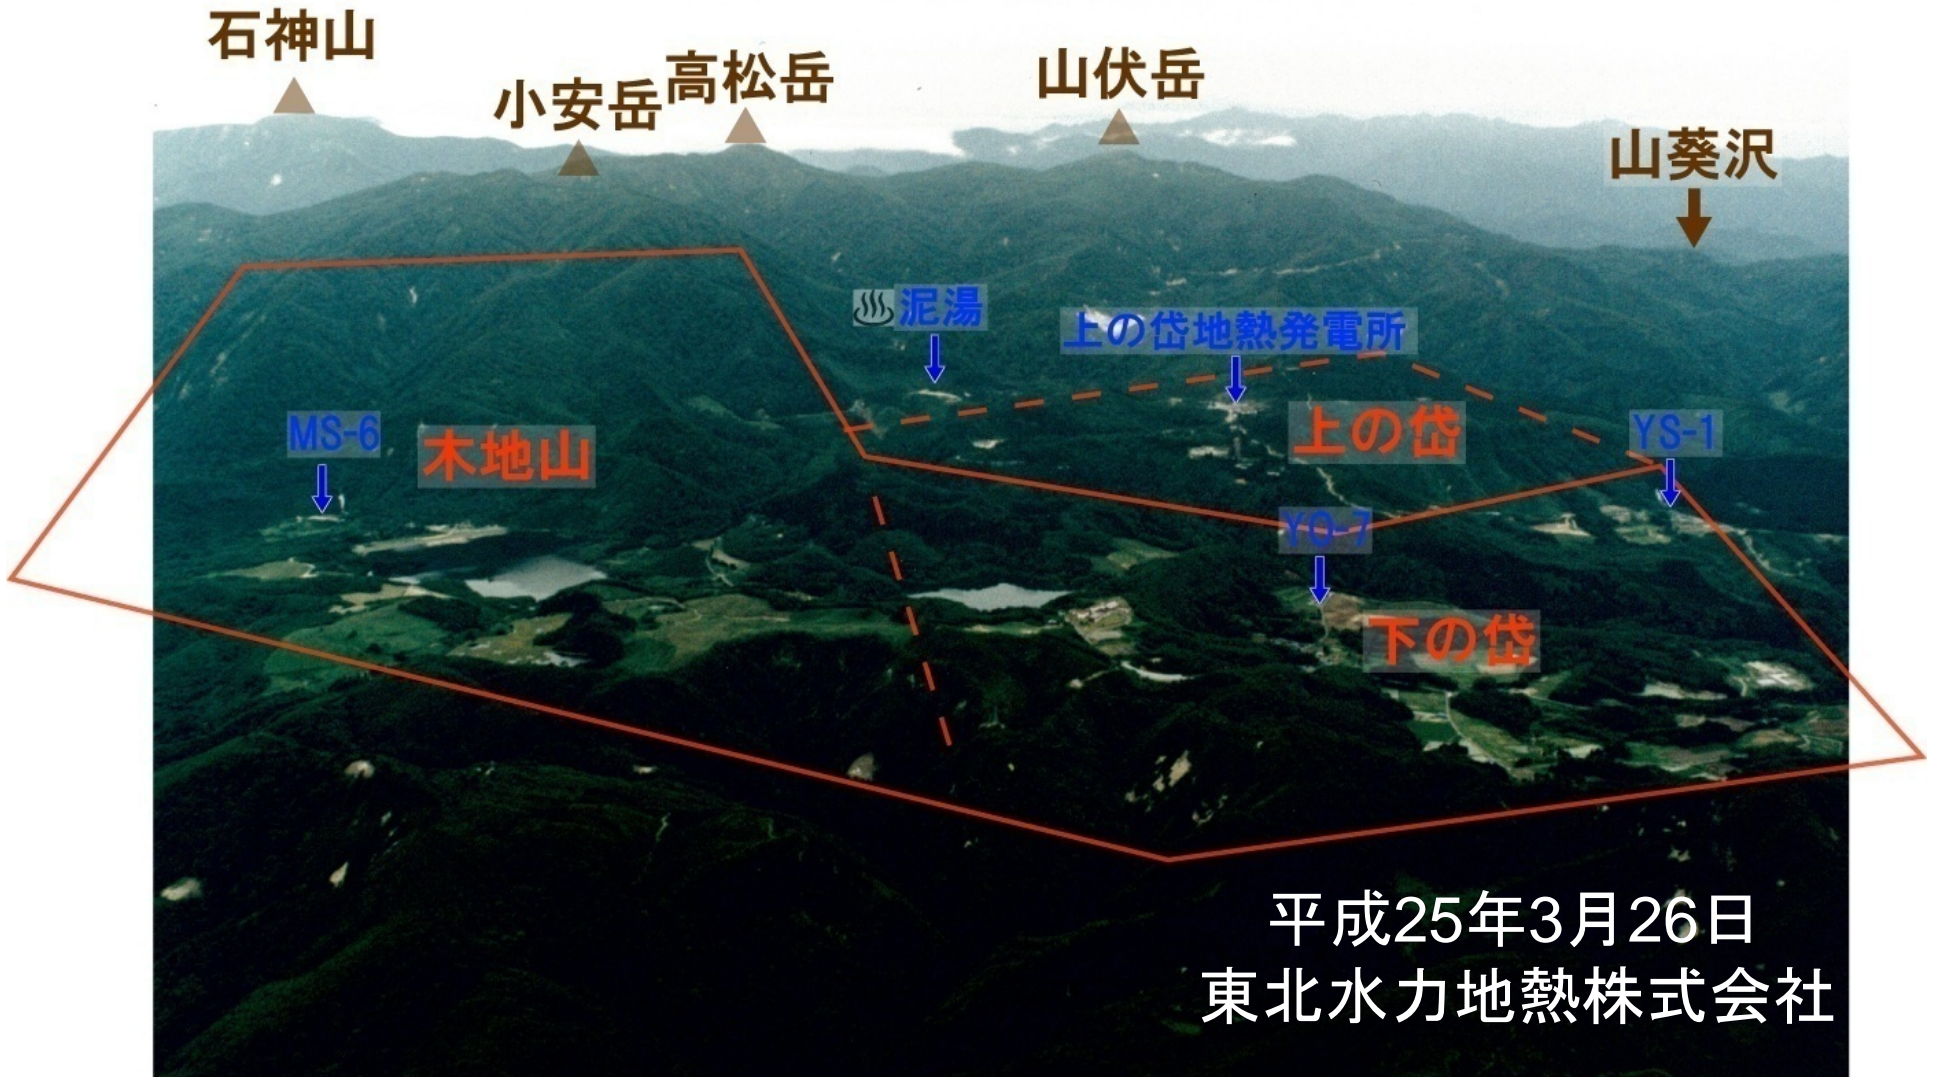 石神山
小安岳
高松岳
山伏岳
山葵沢
♨泥湯
上の岱地熱発電所
MS-6
木地山
上の岱
YS-1
YO-7
下の岱
平成25年3月26日
東北水力地熱株式会社